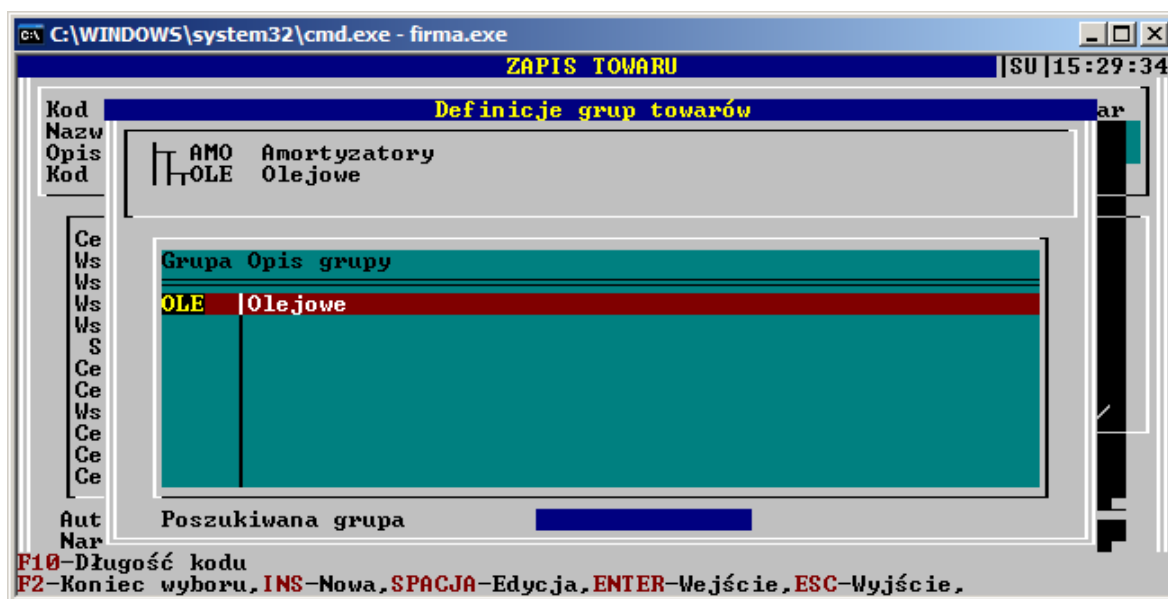 C:\WINDOWS\system32\cmd.exe - firma.exe
ZAPIS TOWARU |SU|15:29:34
Kod Definicje grup towarów ar
Nazw
Opis AMO Amortyzatory
Kod OLE Olejowe
Ce
Ws Grupa Opis grupy
Ws
Ws OLE |Olejowe
Ws
S
Ce
Ce
Ws
Ce
Ce
Ce
Aut Poszukiwana grupa
Nar
F10-Długość kodu
F2-Koniec wyboru,INS-Nowa,SPACJA-Edycja,ENTER-Wejście,ESC-Wyjście,